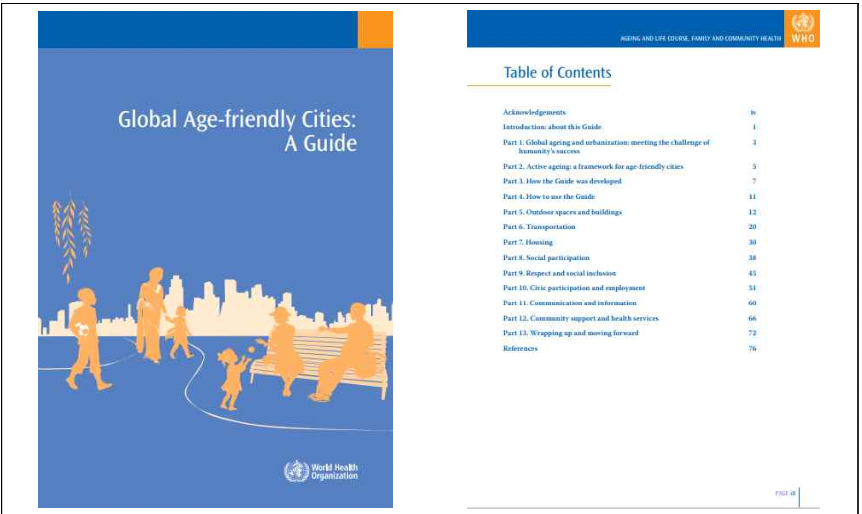 Global Age-friendly Cities:
A Guide
World Health
Organization
AGEING AND LIFE COURSE, FAMILY AND COMMUNITY HEALTH
WHO
Table of Contents
Acknowledgements iv
Introduction: about this Guide 1
Part 1. Global ageing and urbanization: meeting the challenge of 3
humanity's success
Part 2. Active ageing: a framework for age-friendly cities 5
Part 3. How the Guide was developed 7
Part 4. How to use the Guide 11
Part 5. Outdoor spaces and buildings 12
Part 6. Transportation 20
Part 7. Housing 30
Part 8. Social participation 38
Part 9. Respect and social inclusion 45
Part 10. Civic participation and employment 51
Part 11. Communication and information 60
Part 12. Community support and health services 66
Part 13. Wrapping up and moving forward 72
References 76
PAGE iii